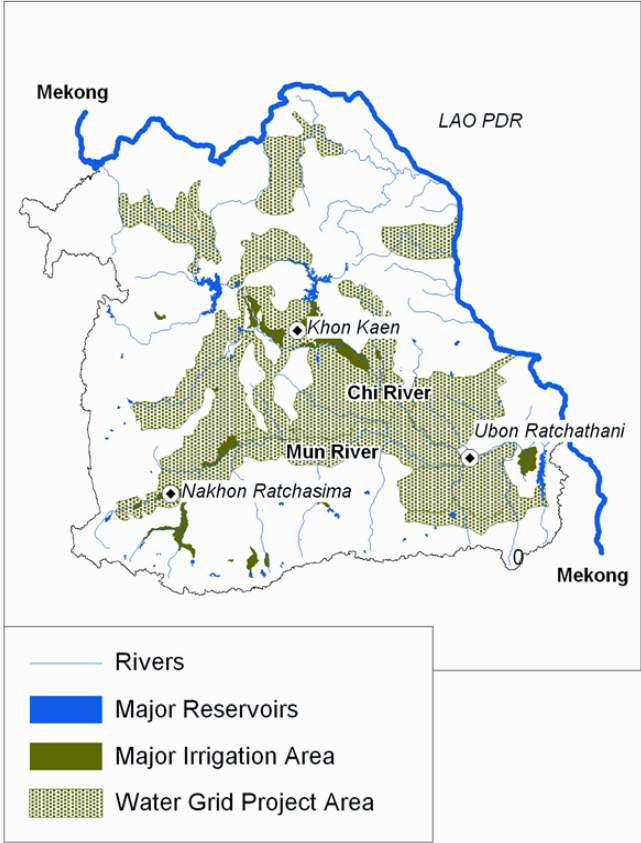 Mekong
LAO PDR
Khon Kaen
Chi River
Ubon Ratchathani
Mun River
Nakhon Ratchasima
0
Mekong
Rivers
Major Reservoirs
Major Irrigation Area
Water Grid Project Area